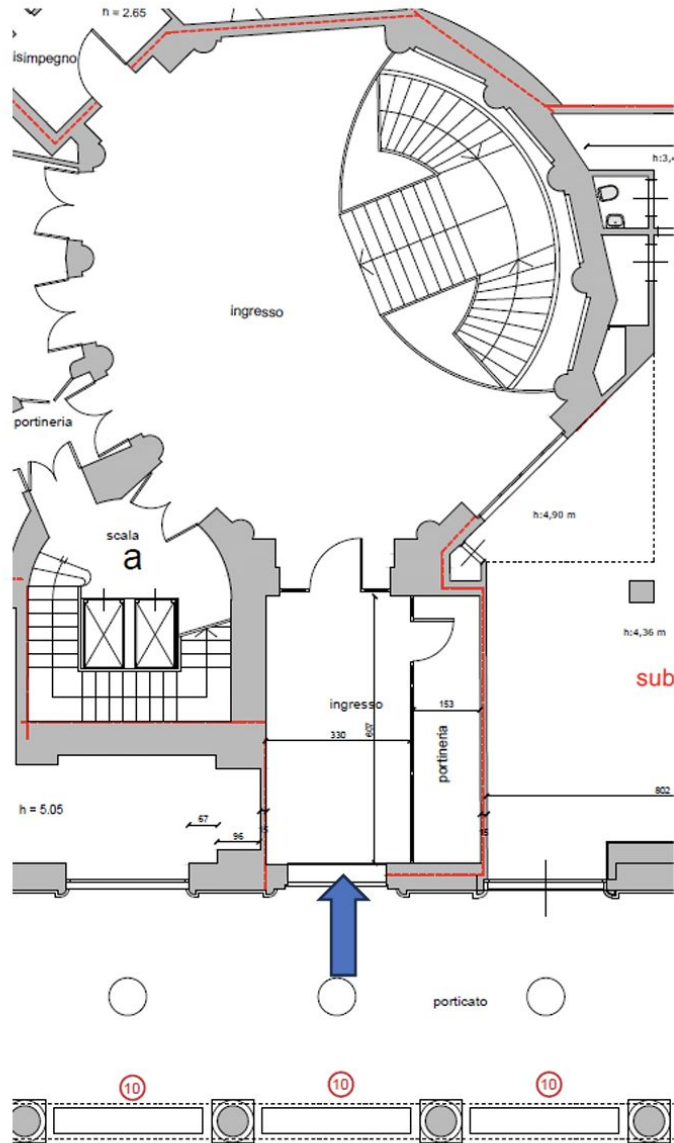 h = 2.65
isimpegno
h:3,4
ingresso
portineria
h:4,90 m
scala
a
h:4,36 m
sub
ingresso
153
607
330
portineria
802
h = 5.05
67
15
96
15
porticato
10
10
10